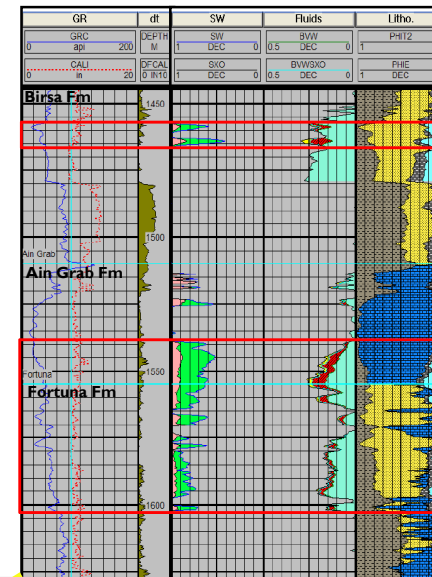 GR dt SW Fluids Litho.
GRC DEPTH SW BVW PHIT2
0 api 200 M 1 DEC 0 0.5 DEC 0 1
CALI DFCAL SXO BVWSXO PHIE
0 in 20 0 IN10 1 DEC 0 0.5 DEC 0 1 DEC
Birsa Fm
1450
1500
Ain Grab
Ain Grab Fm
1550
Fortuna
Fortuna Fm
1600